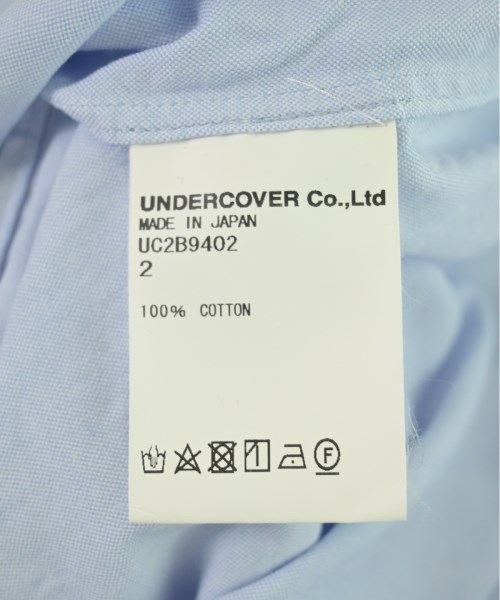 UNDERCOVER Co.,Ltd
MADE IN JAPAN
UC2B9402
2
100% COTTON
F